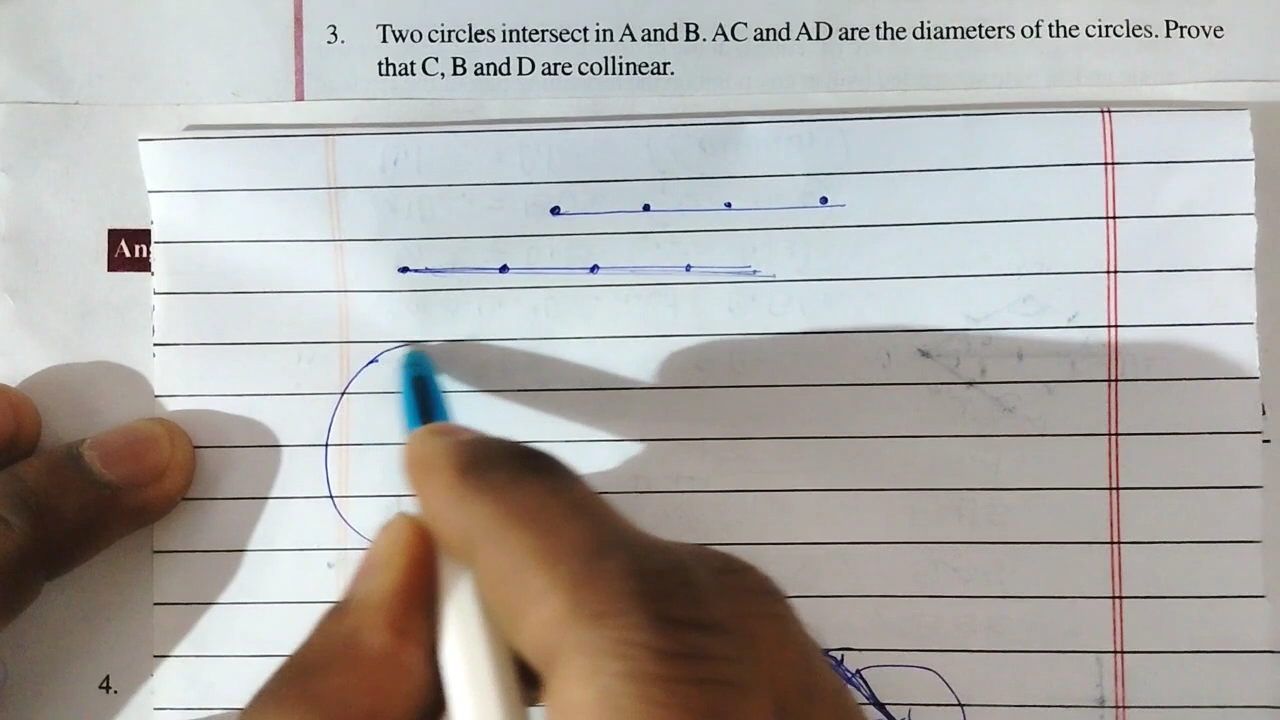 3. Two circles intersect in A and B. AC and AD are the diameters of the circles. Prove
that C, B and D are collinear.
An
4.